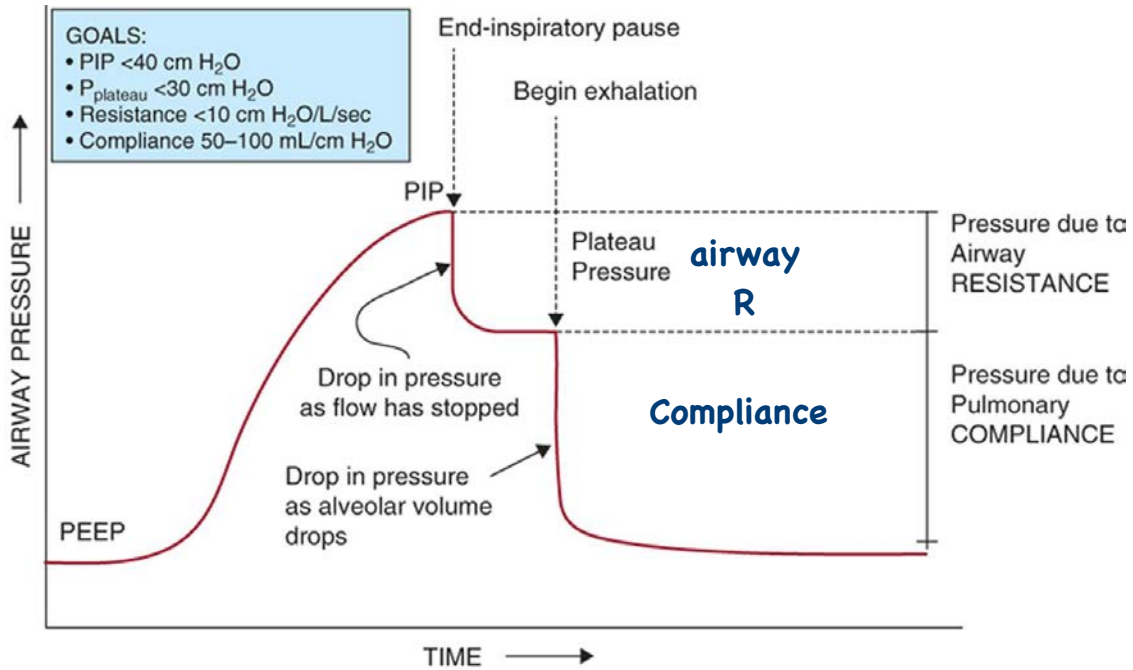 GOALS:
• PIP <40 cm H₂O
• Pplateau <30 cm H₂O
• Resistance <10 cm H₂O/L/sec
• Compliance 50–100 mL/cm H₂O
End-inspiratory pause
Begin exhalation
PIP
Plateau
Pressure
airway
R
Pressure due to
Airway
RESISTANCE
Drop in pressure
as flow has stopped
Compliance
Pressure due to
Pulmonary
COMPLIANCE
Drop in pressure
as alveolar volume
drops
PEEP
AIRWAY PRESSURE
TIME